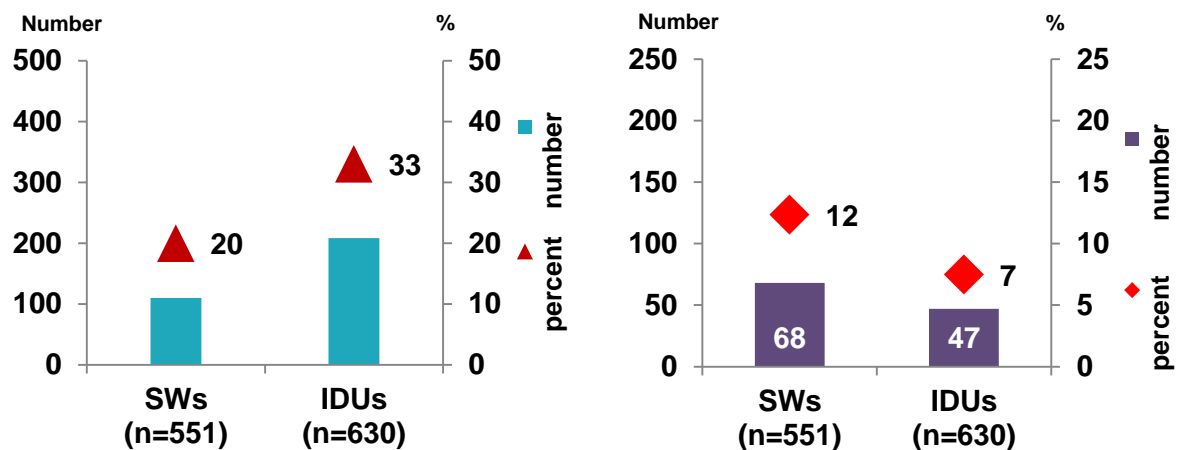 Number
%
500
400
300
200
100
0
50
40
30
20
10
0
20
33
SWs
(n=551)
IDUs
(n=630)
percent
number
Number
%
250
200
150
100
50
0
25
20
15
10
5
0
12
7
68
47
SWs
(n=551)
IDUs
(n=630)
percent
number